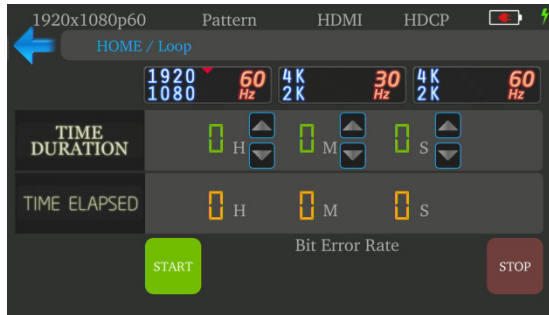 1920x1080p60 Pattern HDMI HDCP
HOME / Loop
1920 1080 60 Hz 4K 2K 30 Hz 4K 2K 60 Hz
TIME DURATION 0 H 0 M 0 S
TIME ELAPSED 0 H 0 M 0 S
Bit Error Rate
START STOP